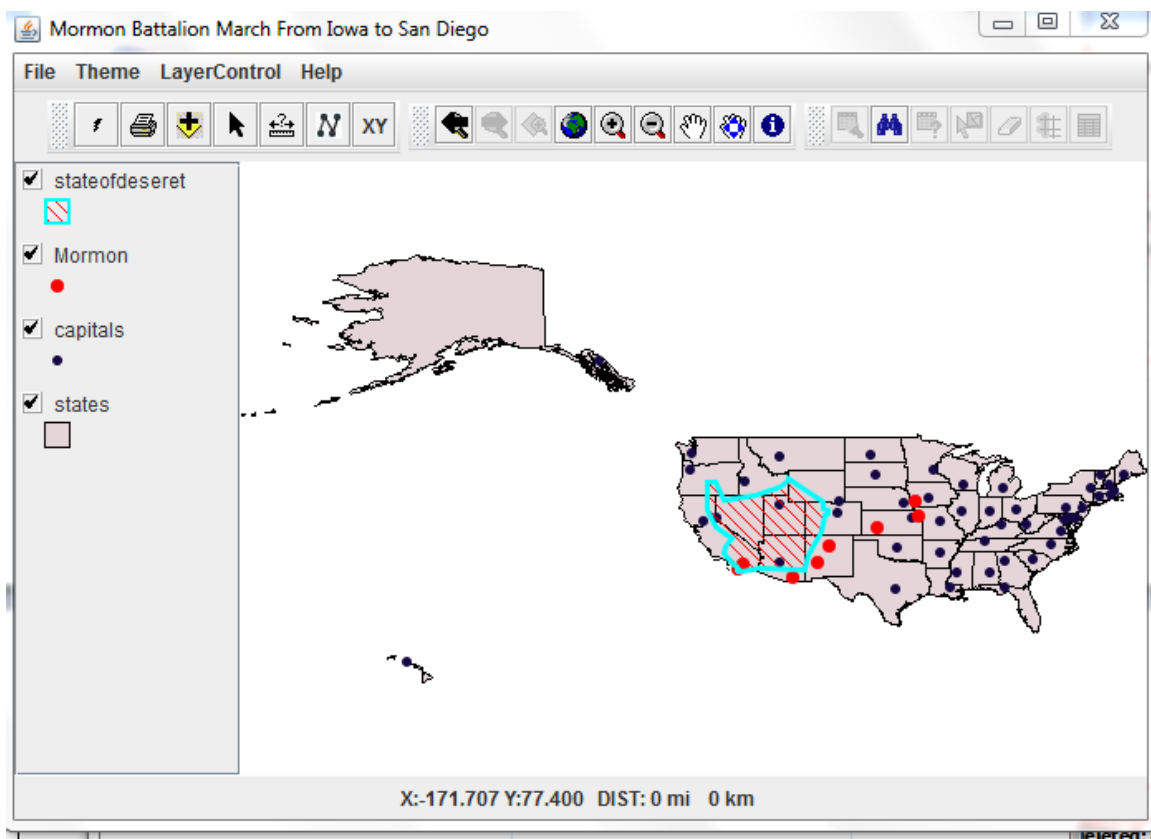 Mormon Battalion March From Iowa to San Diego
File Theme LayerControl Help
XY
stateofdeseret
Mormon
capitals
states
X:-171.707 Y:77.400 DIST: 0 mi 0 km